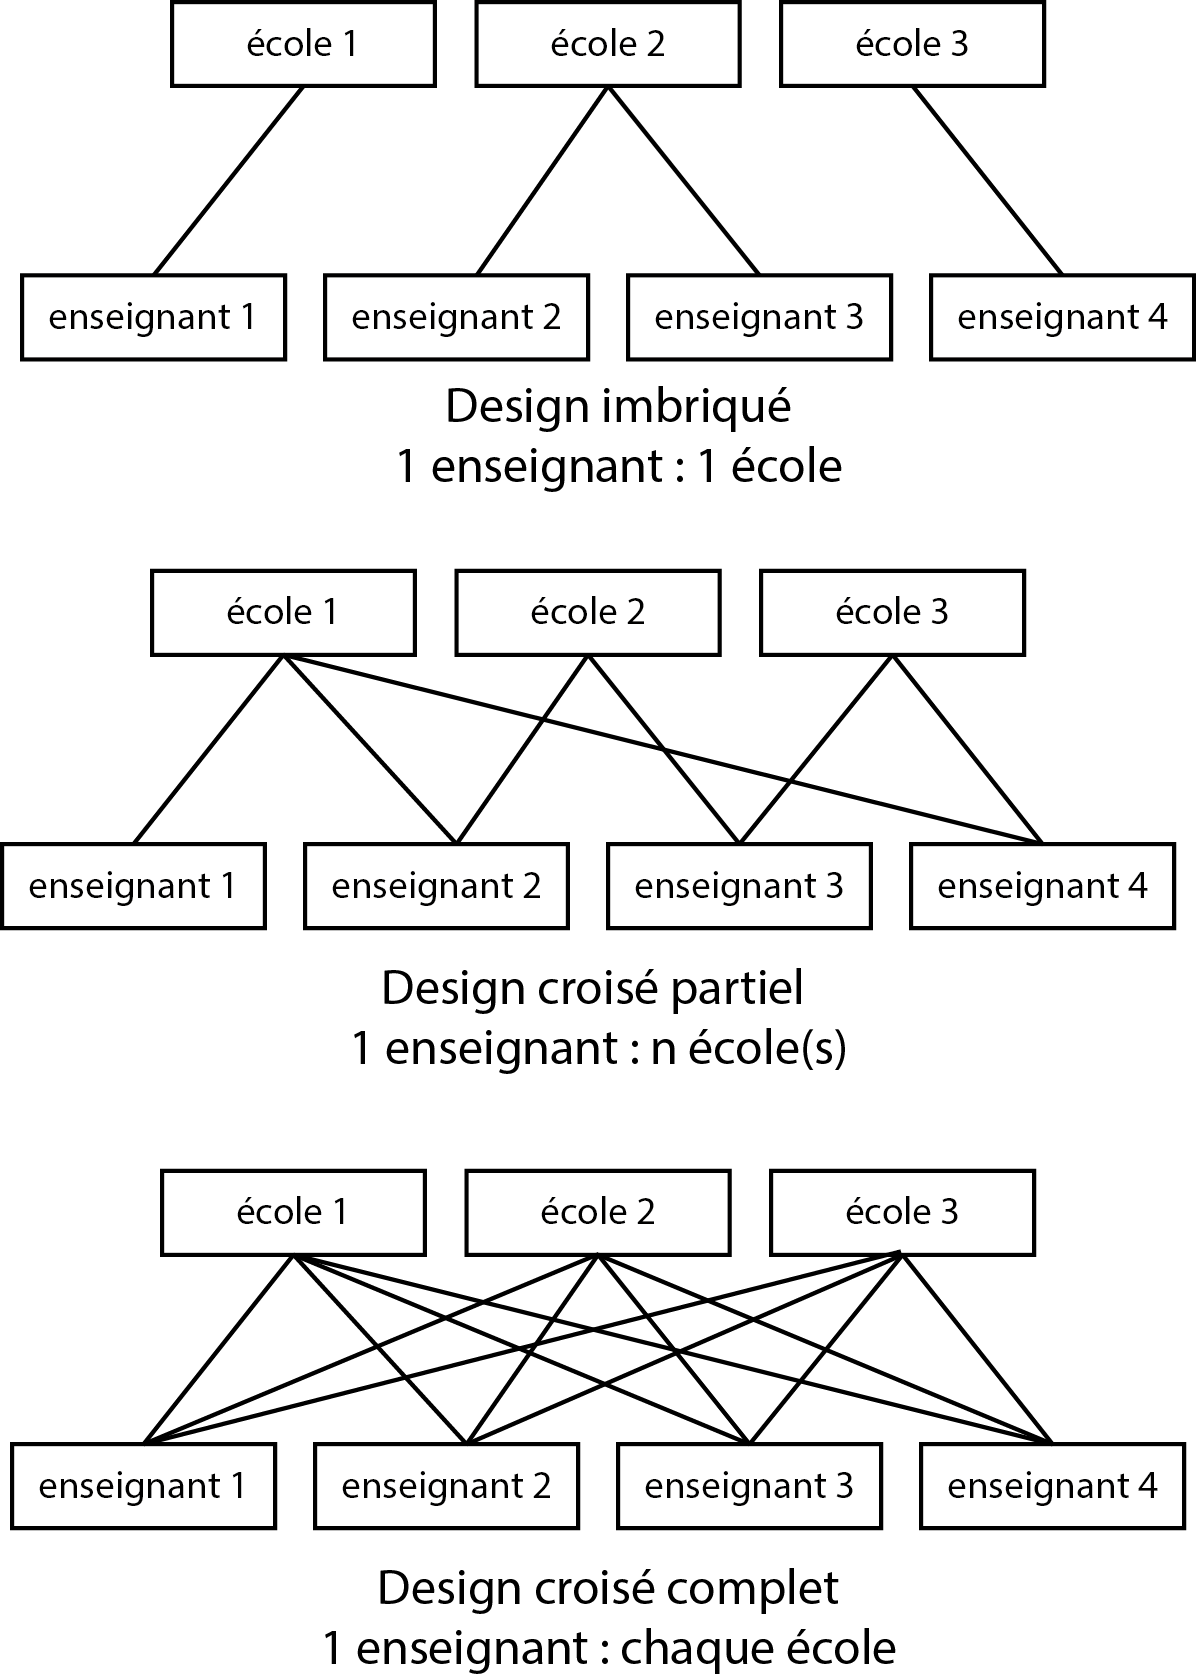 école 1
école 2
école 3
enseignant 1
enseignant 2
enseignant 3
enseignant 4
Design imbriqué
1 enseignant : 1 école
école 1
école 2
école 3
enseignant 1
enseignant 2
enseignant 3
enseignant 4
Design croisé partiel
1 enseignant : n école(s)
école 1
école 2
école 3
enseignant 1
enseignant 2
enseignant 3
enseignant 4
Design croisé complet
1 enseignant : chaque école